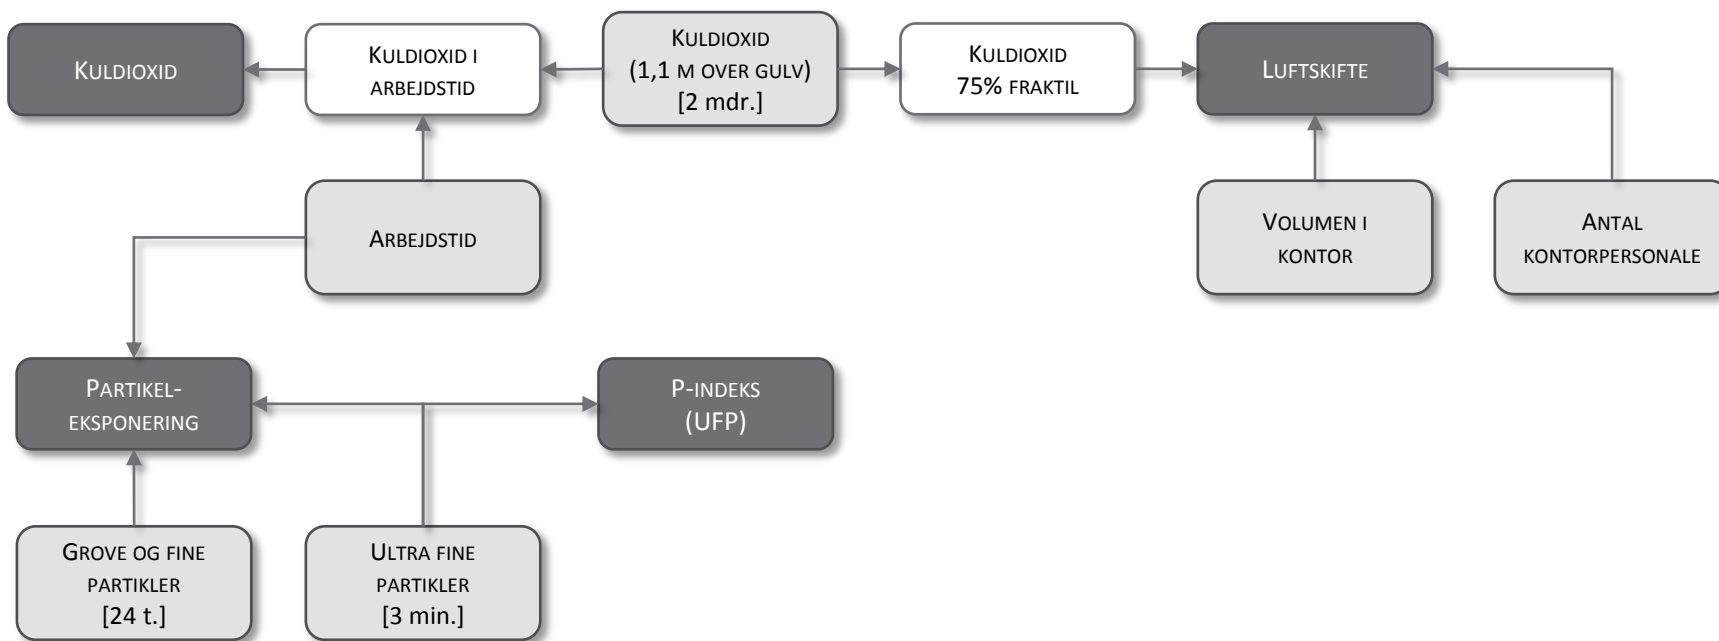 Kuldioxid
Kuldioxid i
arbejdstid
Kuldioxid
(1,1 m over gulv)
[2 mdr.]
Kuldioxid
75% fraktil
Luftskifte
Arbejdstid
Volumen i
kontor
Antal
kontorpersonale
Partikel-
eksponering
P-indeks
(UFP)
Grove og fine
partikler
[24 t.]
Ultra fine
partikler
[3 min.]